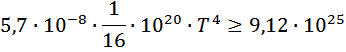 5,7 · 10⁻⁸ · 1/16 · 10²⁰ · T⁴ ≥ 9,12 · 10²⁵